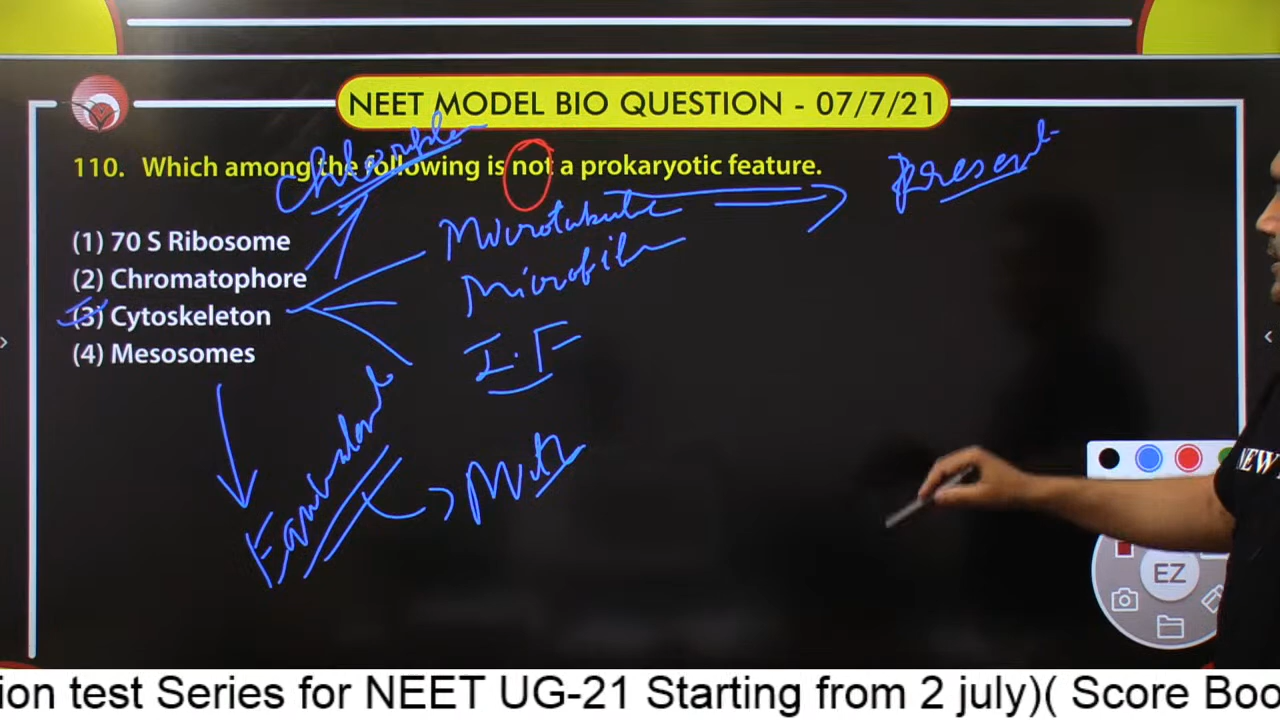 NEET MODEL BIO QUESTION - 07/7/21
110. Which among the following is not a prokaryotic feature.
Present
(1) 70 S Ribosome
Microtubule
(2) Chromatophore
Microfila
(3) Cytoskeleton
I.F
(4) Mesosomes
NEW
EZ
ion test Series for NEET UG-21 Starting from 2 july)( Score Boo